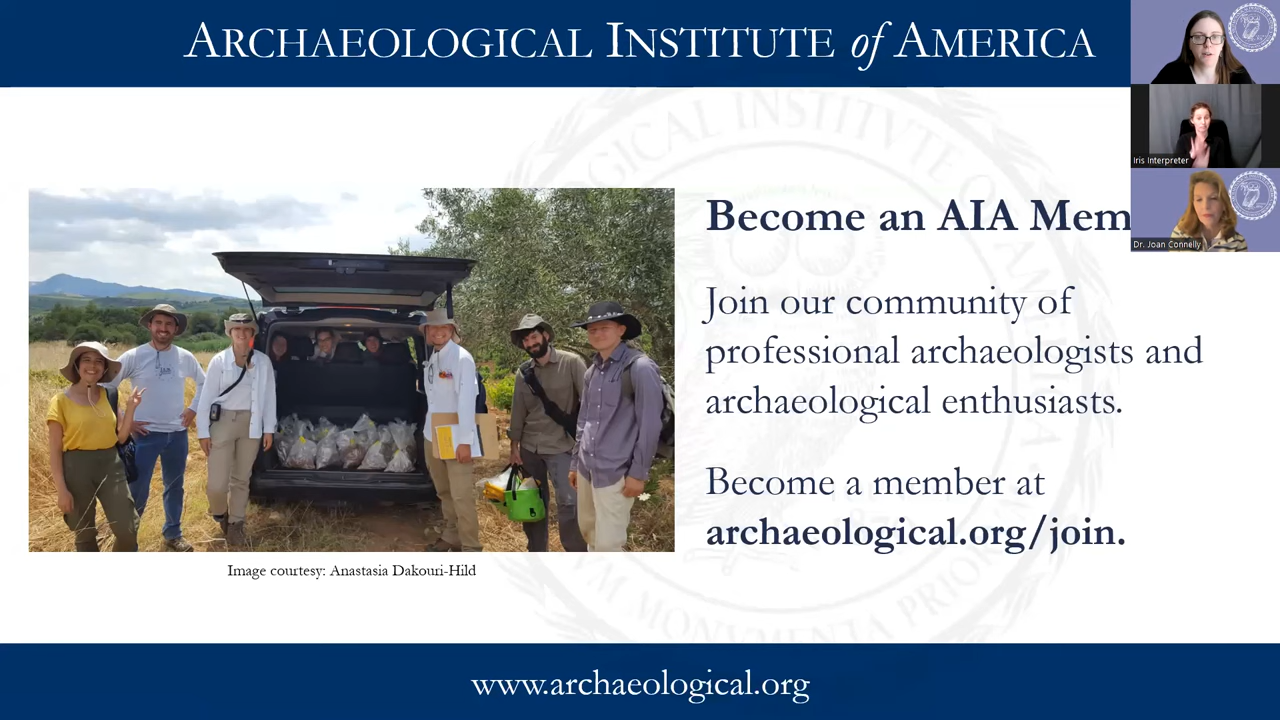 ARCHAEOLOGICAL INSTITUTE of AMERICA
Iris Interpreter
Dr. Joan Connelly
Become an AIA Mem
Join our community of
professional archaeologists and
archaeological enthusiasts.
Become a member at
archaeological.org/join.
Image courtesy: Anastasia Dakouri-Hild
www.archaeological.org